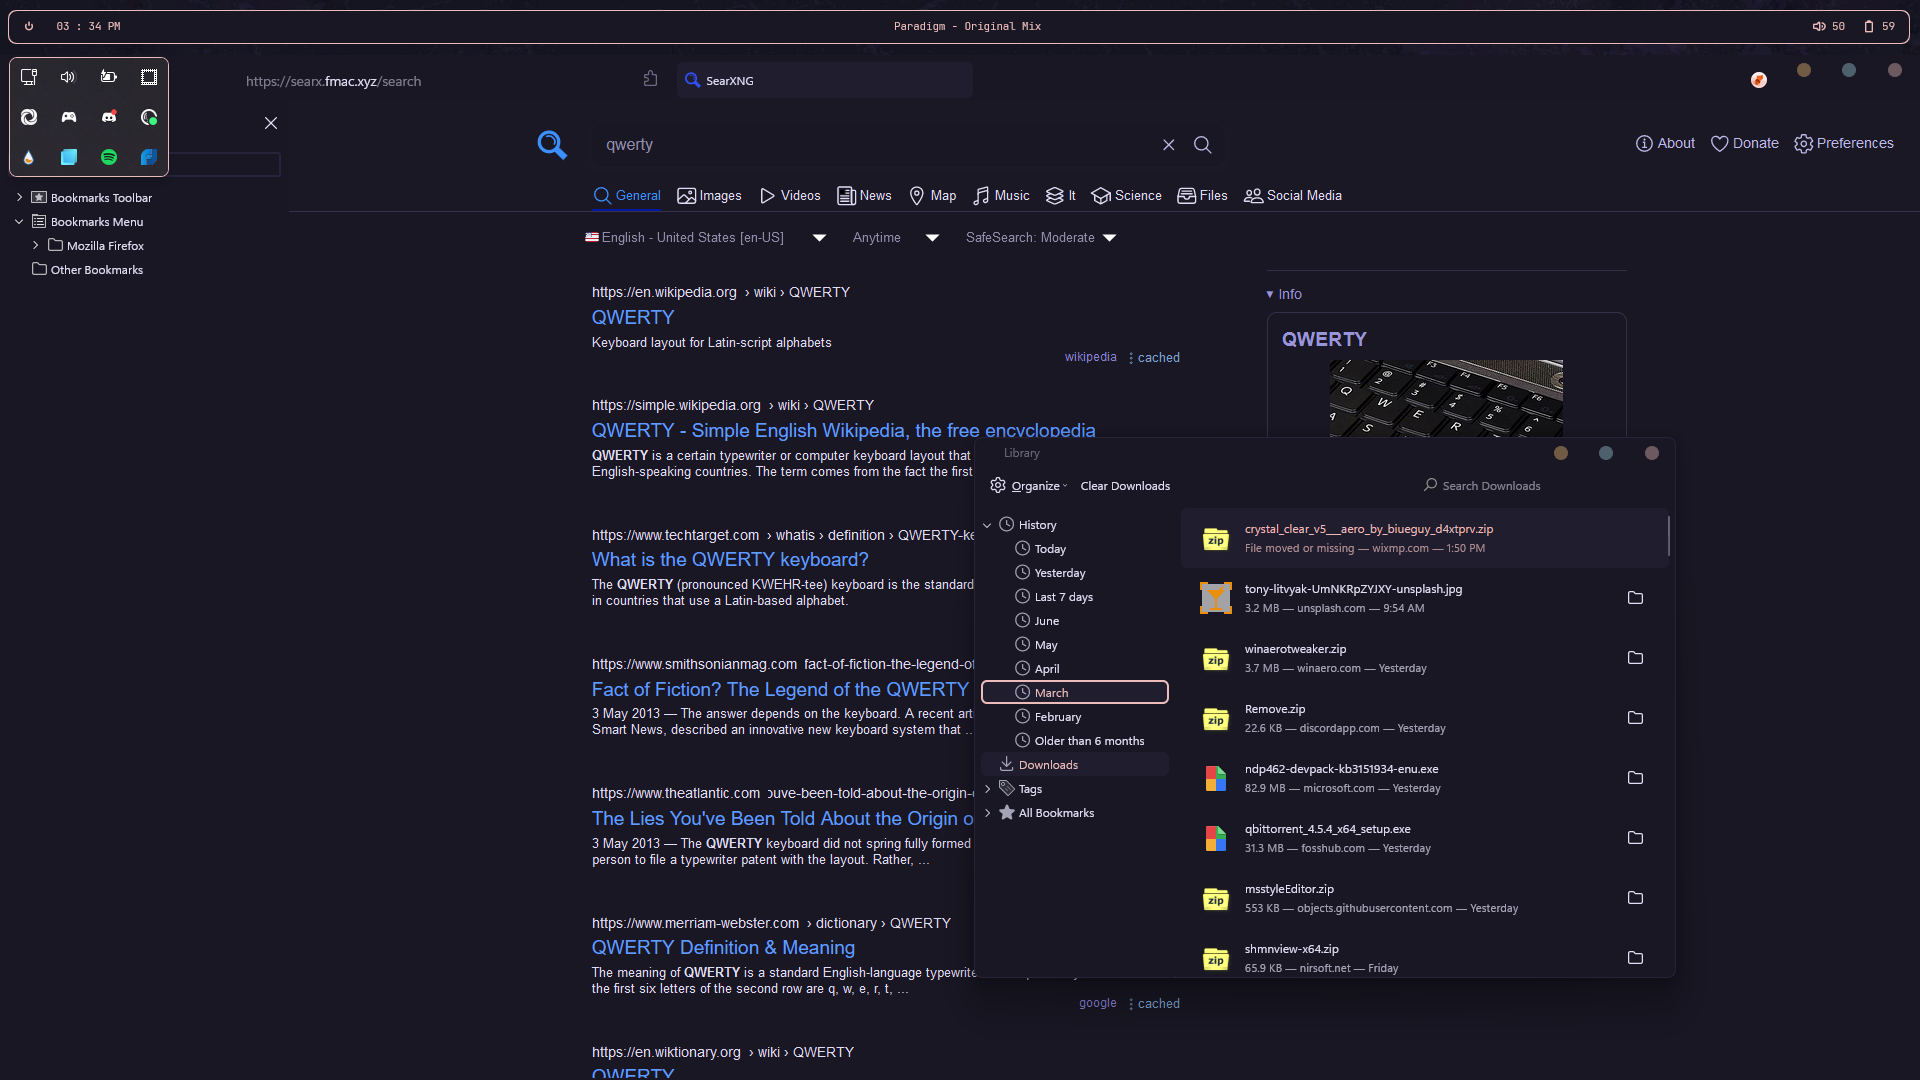 03 : 34 PM
Paradigm - Original Mix
50
59
https://searx.fmac.xyz/search
SearXNG
qwerty
About
Donate
Preferences
General
Images
Videos
News
Map
Music
It
Science
Files
Social Media
Bookmarks Toolbar
Bookmarks Menu
Mozilla Firefox
Other Bookmarks
English - United States [en-US]
Anytime
SafeSearch: Moderate
https://en.wikipedia.org › wiki › QWERTY
QWERTY
Keyboard layout for Latin-script alphabets
wikipedia
cached
https://simple.wikipedia.org › wiki › QWERTY
QWERTY - Simple English Wikipedia, the free encyclopedia
QWERTY is a certain typewriter or computer keyboard layout that
English-speaking countries. The term comes from the fact the first
https://www.techtarget.com › whatis › definition › QWERTY-ke
What is the QWERTY keyboard?
The QWERTY (pronounced KWEHR-tee) keyboard is the standard
in countries that use a Latin-based alphabet.
https://www.smithsonianmag.com fact-of-fiction-the-legend-of
Fact of Fiction? The Legend of the QWERTY
3 May 2013 — The answer depends on the keyboard. A recent art
Smart News, described an innovative new keyboard system that ...
https://www.theatlantic.com ouve-been-told-about-the-origin-
The Lies You've Been Told About the Origin o
3 May 2013 — The QWERTY keyboard did not spring fully formed
person to file a typewriter patent with the layout. Rather, ...
https://www.merriam-webster.com › dictionary › QWERTY
QWERTY Definition & Meaning
The meaning of QWERTY is a standard English-language typewrite
the first six letters of the second row are q, w, e, r, t, ...
google
cached
https://en.wiktionary.org › wiki › QWERTY
QWERTY
▾ Info
QWERTY
Library
Organize
Clear Downloads
Search Downloads
History
Today
Yesterday
Last 7 days
June
May
April
March
February
Older than 6 months
Downloads
Tags
All Bookmarks
zip
crystal_clear_v5__aero_by_biueguy_d4xtprv.zip
File moved or missing — wixmp.com — 1:50 PM
tony-litvyak-UmNKRpZYJXY-unsplash.jpg
3.2 MB — unsplash.com — 9:54 AM
zip
winaerotweaker.zip
3.7 MB — winaero.com — Yesterday
zip
Remove.zip
22.6 KB — discordapp.com — Yesterday
ndp462-devpack-kb3151934-enu.exe
82.9 MB — microsoft.com — Yesterday
qbittorrent_4.5.4_x64_setup.exe
31.3 MB — fosshub.com — Yesterday
zip
msstyleEditor.zip
553 KB — objects.githubusercontent.com — Yesterday
zip
shmnview-x64.zip
65.9 KB — nirsoft.net — Friday